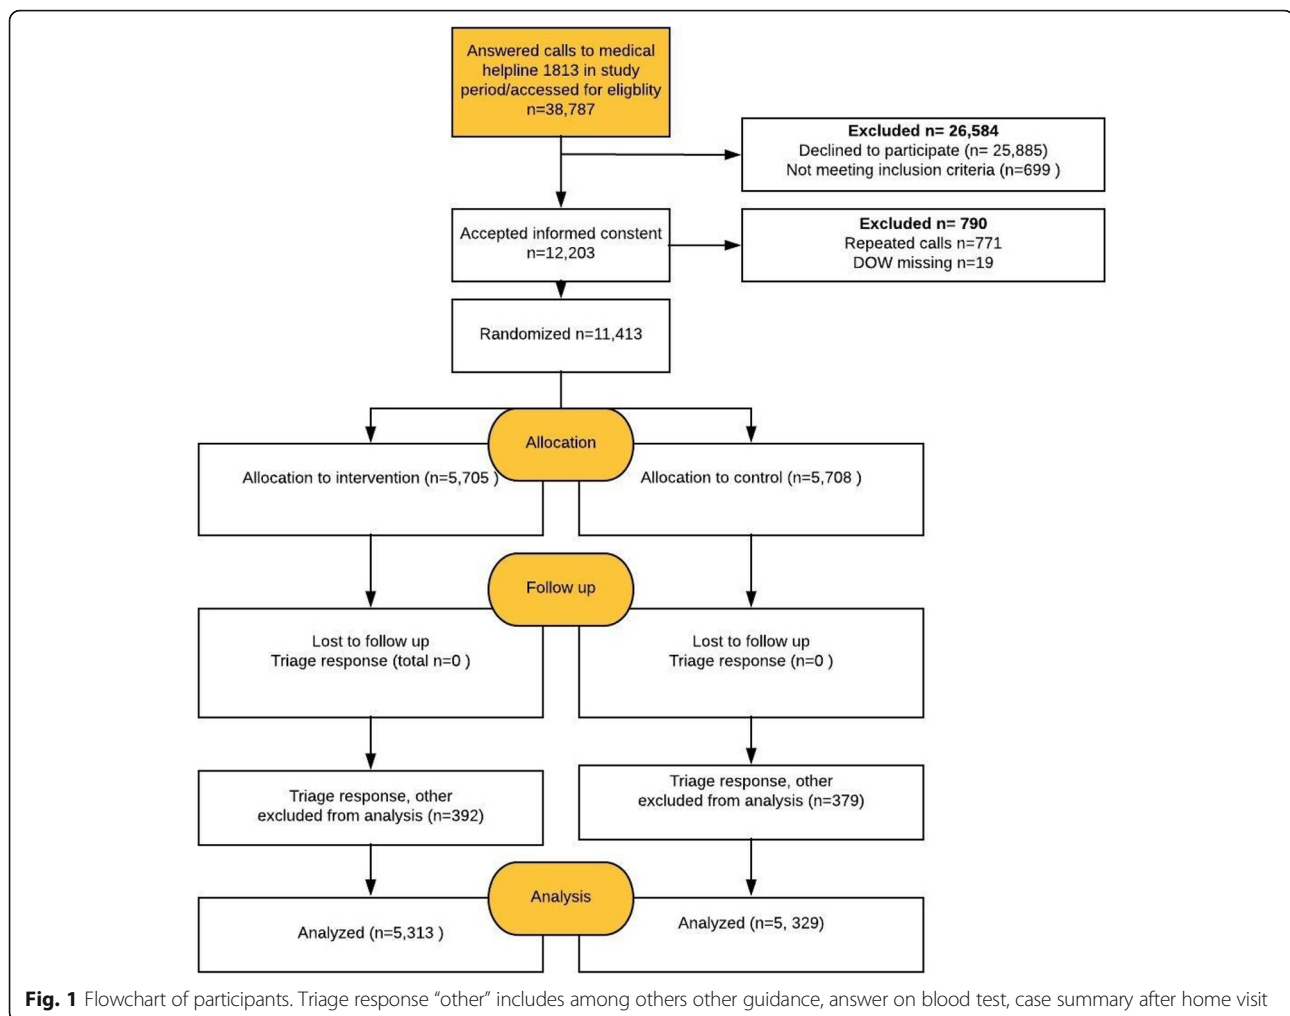 Answered calls to medical
helpline 1813 in study
period/accessed for eligblity
n=38,787
Excluded n= 26,584
Declined to participate (n= 25,885)
Not meeting inclusion criteria (n=699 )
Accepted informed constent
n=12,203
Excluded n= 790
Repeated calls n=771
DOW missing n=19
Randomized n=11,413
Allocation
Allocation to intervention (n=5,705 )
Allocation to control (n=5,708 )
Follow up
Lost to follow up
Triage response (total n=0 )
Lost to follow up
Triage response (n=0 )
Triage response, other
excluded from analysis (n=392)
Triage response, other
excluded from analysis (n=379)
Analysis
Analyzed (n=5,313 )
Analyzed (n=5, 329)
Fig. 1 Flowchart of participants. Triage response “other” includes among others other guidance, answer on blood test, case summary after home visit